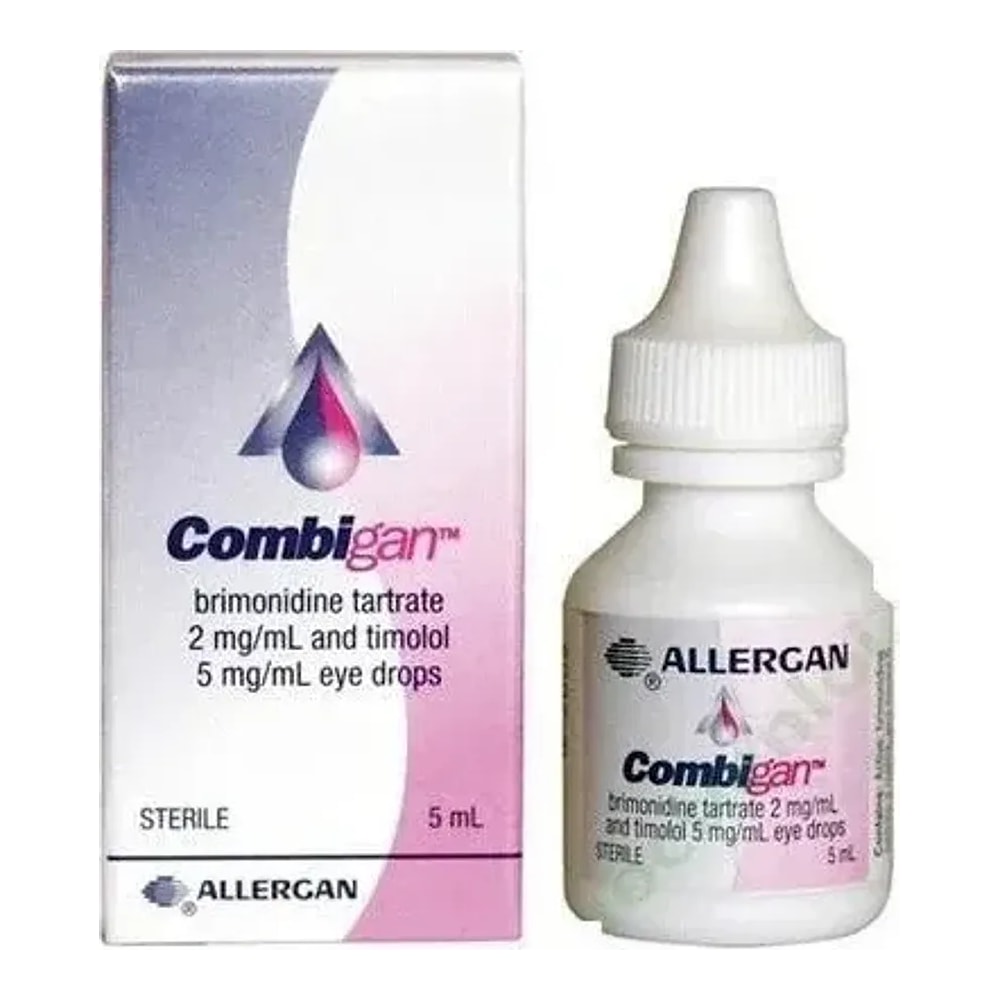 Combigan™
brimonidine tartrate
2 mg/mL and timolol
5 mg/mL eye drops
STERILE
5 mL
ALLERGAN®
ALLERGAN®
Combigan™
brimonidine tartrate 2 mg/mL
and timolol 5 mg/mL eye drops
STERILE
5 mL